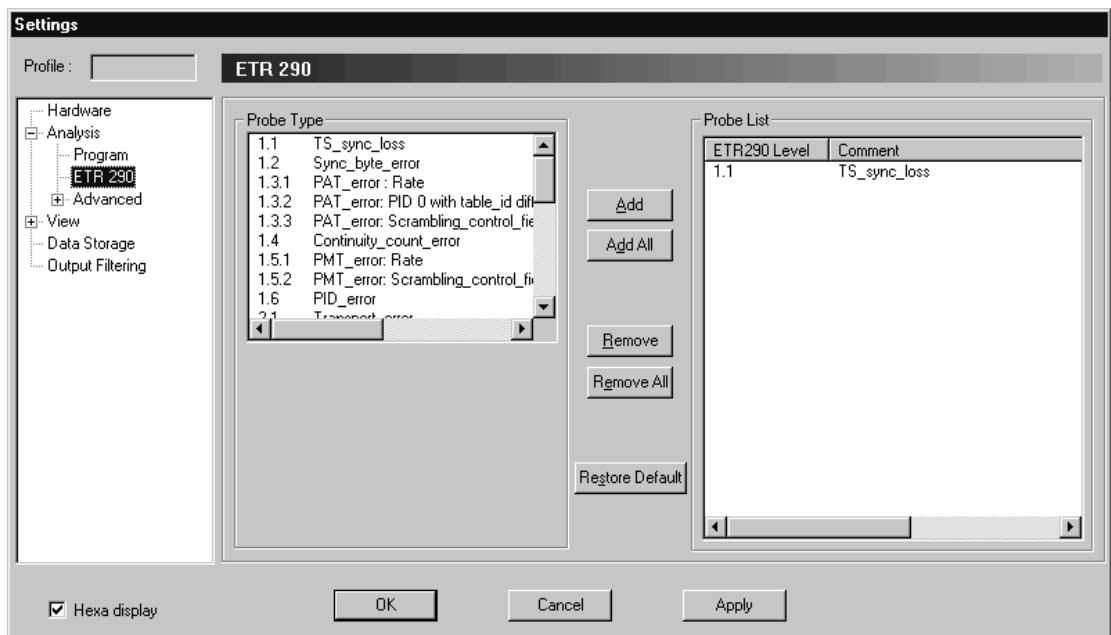 Settings
Profile :
ETR 290
Hardware
Analysis
Program
ETR 290
Advanced
View
Data Storage
Output Filtering
Probe Type
1.1 TS_sync_loss
1.2 Sync_byte_error
1.3.1 PAT_error : Rate
1.3.2 PAT_error: PID 0 with table_id diff
1.3.3 PAT_error: Scrambling_control_fie
1.4 Continuity_count_error
1.5.1 PMT_error: Rate
1.5.2 PMT_error: Scrambling_control_fi
1.6 PID_error
2.1 Transport_error
Add
Add All
Remove
Remove All
Restore Default
Probe List
ETR290 Level Comment
1.1 TS_sync_loss
Hexa display
OK Cancel Apply